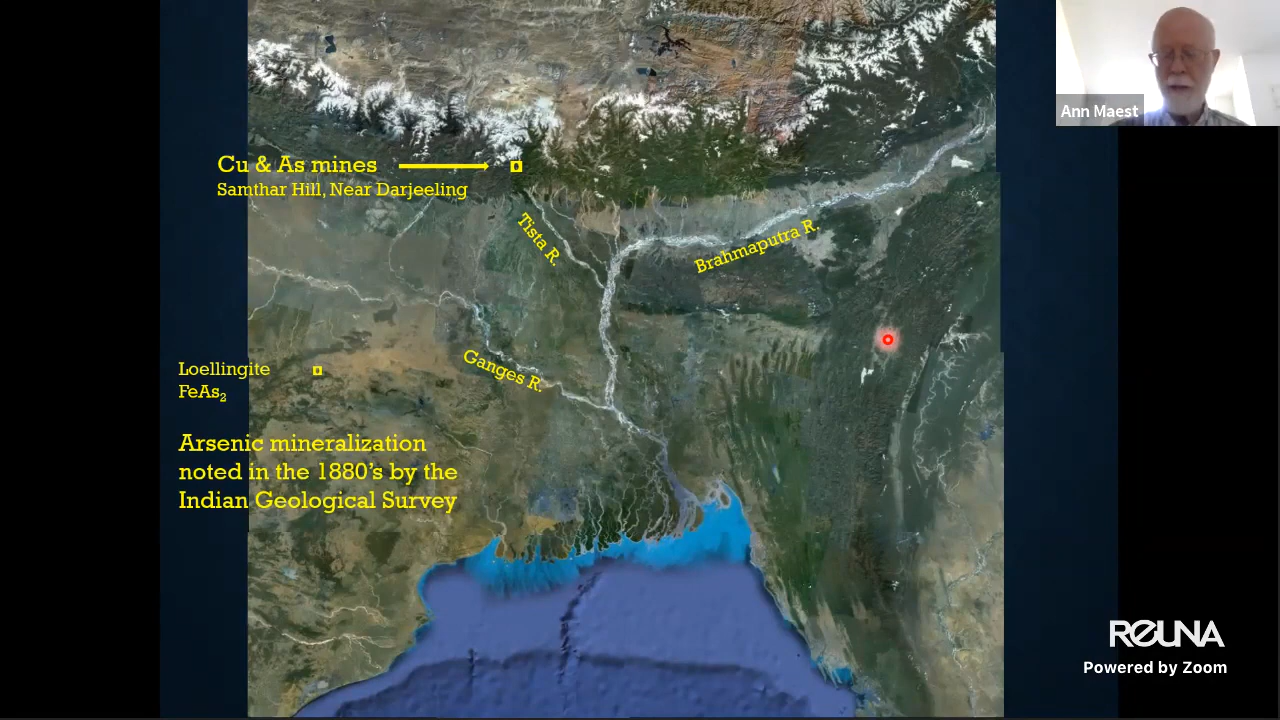 Ann Maest
Cu & As mines
Samthar Hill, Near Darjeeling
Tista R.
Brahmaputra R.
Ganges R.
Loellingite
FeAs₂
Arsenic mineralization
noted in the 1880’s by the
Indian Geological Survey
REUNA
Powered by Zoom